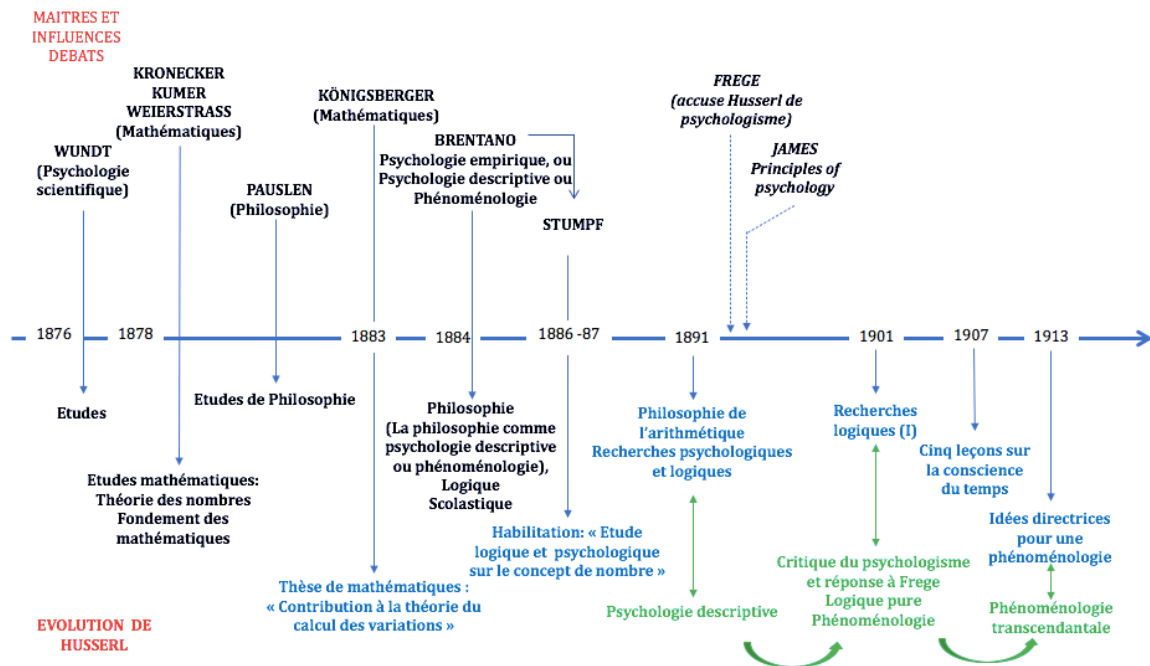 MAITRES ET
INFLUENCES
DEBATS
KRONECKER
KUMER
WEIERSTRASS
(Mathématiques)
WUNDT
(Psychologie
scientifique)
PAUSLEN
(Philosophie)
KÖNIGSBERGER
(Mathématiques)
BRENTANO
Psychologie empirique, ou
Psychologie descriptive ou
Phénoménologie
STUMPF
FREGE
(accuse Husserl de
psychologisme)
JAMES
Principles of
psychology
1876
1878
1883
1884
1886 -87
1891
1901
1907
1913
Etudes
Etudes mathématiques:
Théorie des nombres
Fondement des
mathématiques
Etudes de Philosophie
Thèse de mathématiques :
« Contribution à la théorie du
calcul des variations »
Philosophie
(La philosophie comme
psychologie descriptive
ou phénoménologie),
Logique
Scolastique
Habilitation: « Etude
logique et psychologique
sur le concept de nombre »
Philosophie de
l'arithmétique
Recherches psychologiques
et logiques
Psychologie descriptive
Recherches
logiques (I)
Critique du psychologisme
et réponse à Frege
Logique pure
Phénoménologie
Cinq leçons sur
la conscience
du temps
Idées directrices
pour une
phénoménologie
Phénoménologie
transcendantale
EVOLUTION DE
HUSSERL